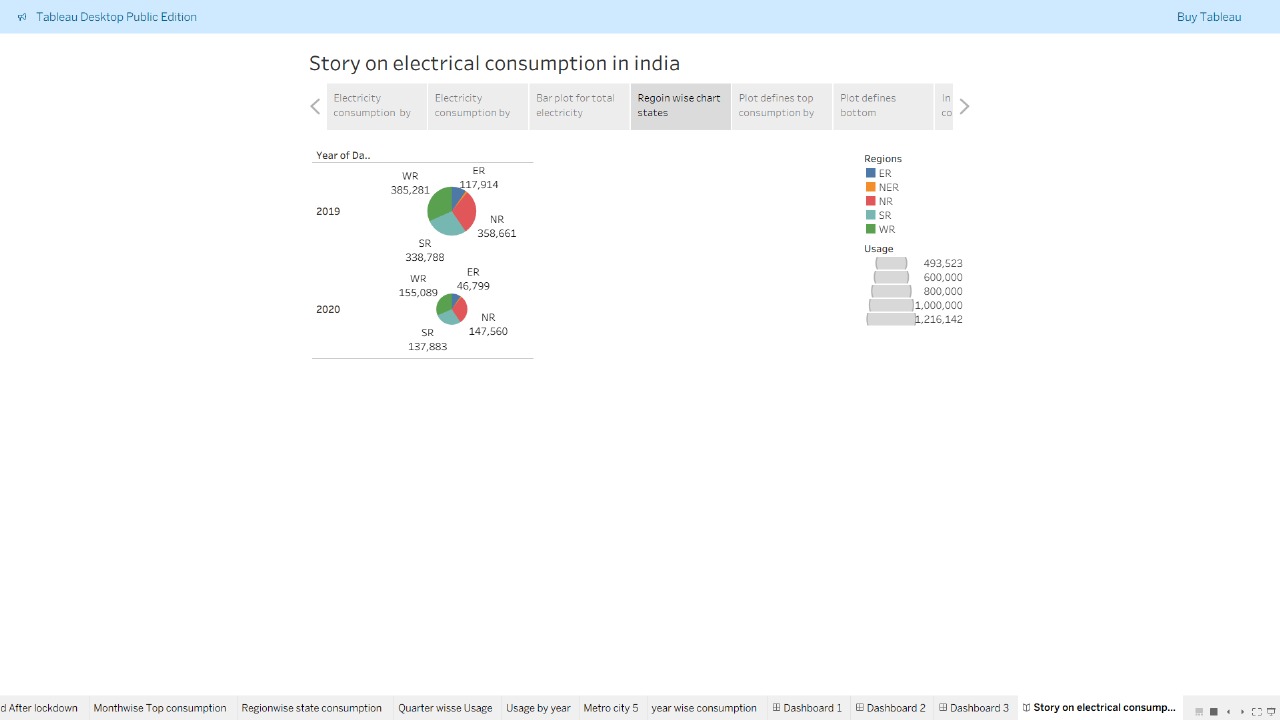 Tableau Desktop Public Edition
Buy Tableau
Story on electrical consumption in india
Electricity
consumption by
Electricity
consumption by
Bar plot for total
electricity
Regoin wise chart
states
Plot defines top
consumption by
Plot defines
bottom
In
co
Year of Da..
2019
WR
385,281
ER
117,914
NR
358,661
SR
338,788
2020
WR
155,089
ER
46,799
NR
147,560
SR
137,883
Regions
ER
NER
NR
SR
WR
Usage
493,523
600,000
800,000
1,000,000
1,216,142
d After lockdown
Monthwise Top consumption
Regionwise state consumption
Quarter wisse Usage
Usage by year
Metro city 5
year wise consumption
Dashboard 1
Dashboard 2
Dashboard 3
Story on electrical consump...